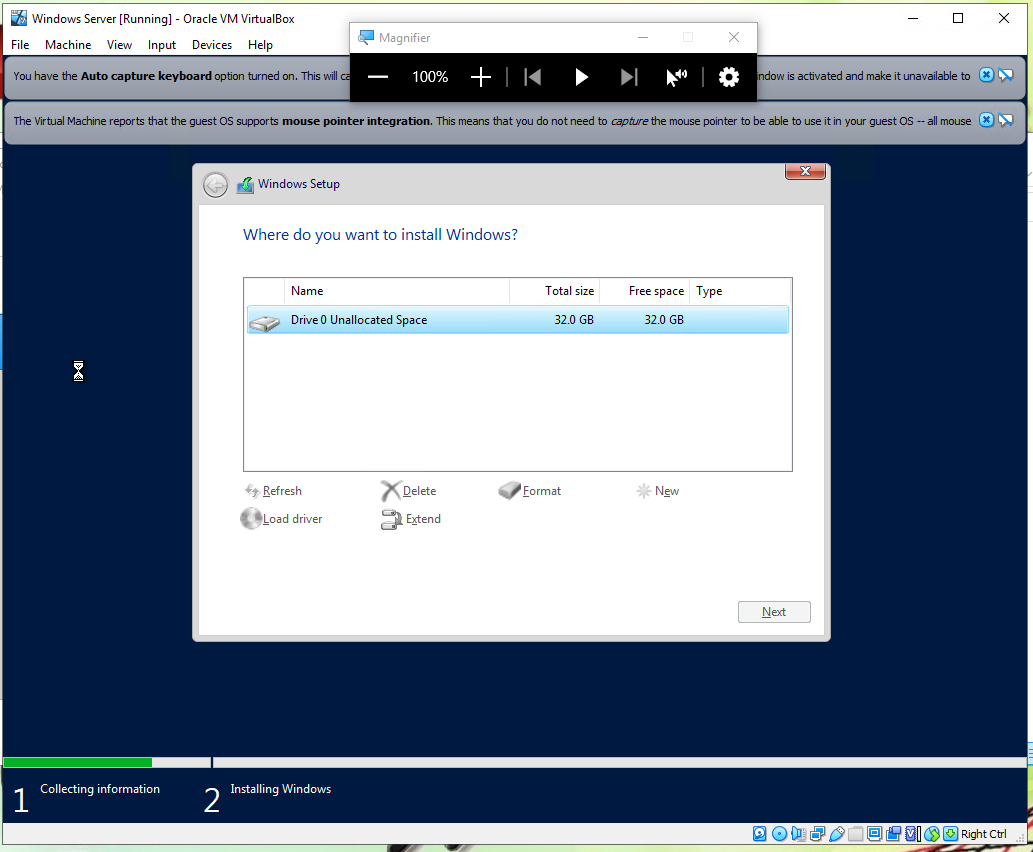 Windows Server [Running] - Oracle VM VirtualBox
File Machine View Input Devices Help
Magnifier
100%
You have the Auto capture keyboard option turned on. This will ca
indow is activated and make it unavailable to
The Virtual Machine reports that the guest OS supports mouse pointer integration. This means that you do not need to capture the mouse pointer to be able to use it in your guest OS -- all mouse
Windows Setup
Where do you want to install Windows?
Name Total size Free space Type
Drive 0 Unallocated Space 32.0 GB 32.0 GB
Refresh Delete Format New
Load driver Extend
Next
1 Collecting information 2 Installing Windows
Right Ctrl